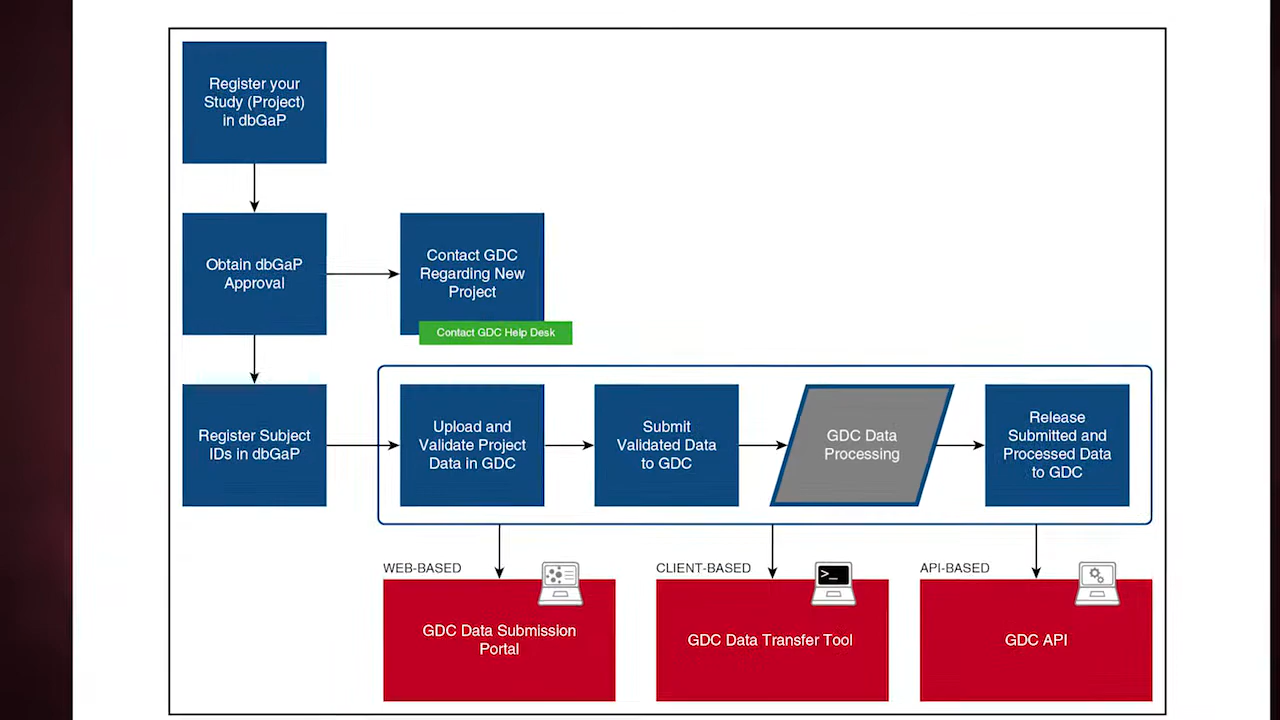 Register your
Study (Project)
in dbGaP
Obtain dbGaP
Approval
Contact GDC
Regarding New
Project
Contact GDC Help Desk
Register Subject
IDs in dbGaP
Upload and
Validate Project
Data in GDC
Submit
Validated Data
to GDC
GDC Data
Processing
Release
Submitted and
Processed Data
to GDC
WEB-BASED
GDC Data Submission
Portal
CLIENT-BASED
>_
GDC Data Transfer Tool
API-BASED
GDC API